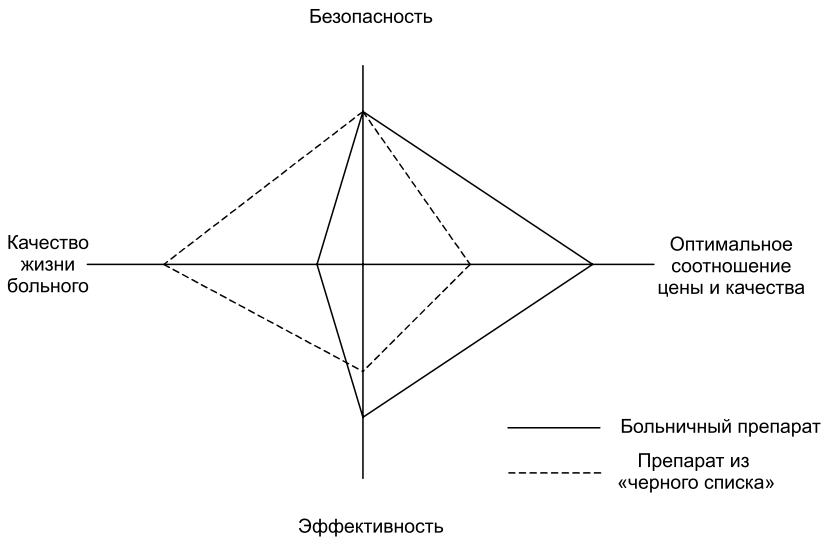 Безопасность
Качество
жизни
больного
Оптимальное
соотношение
цены и качества
Больничный препарат
Препарат из
«черного списка»
Эффективность